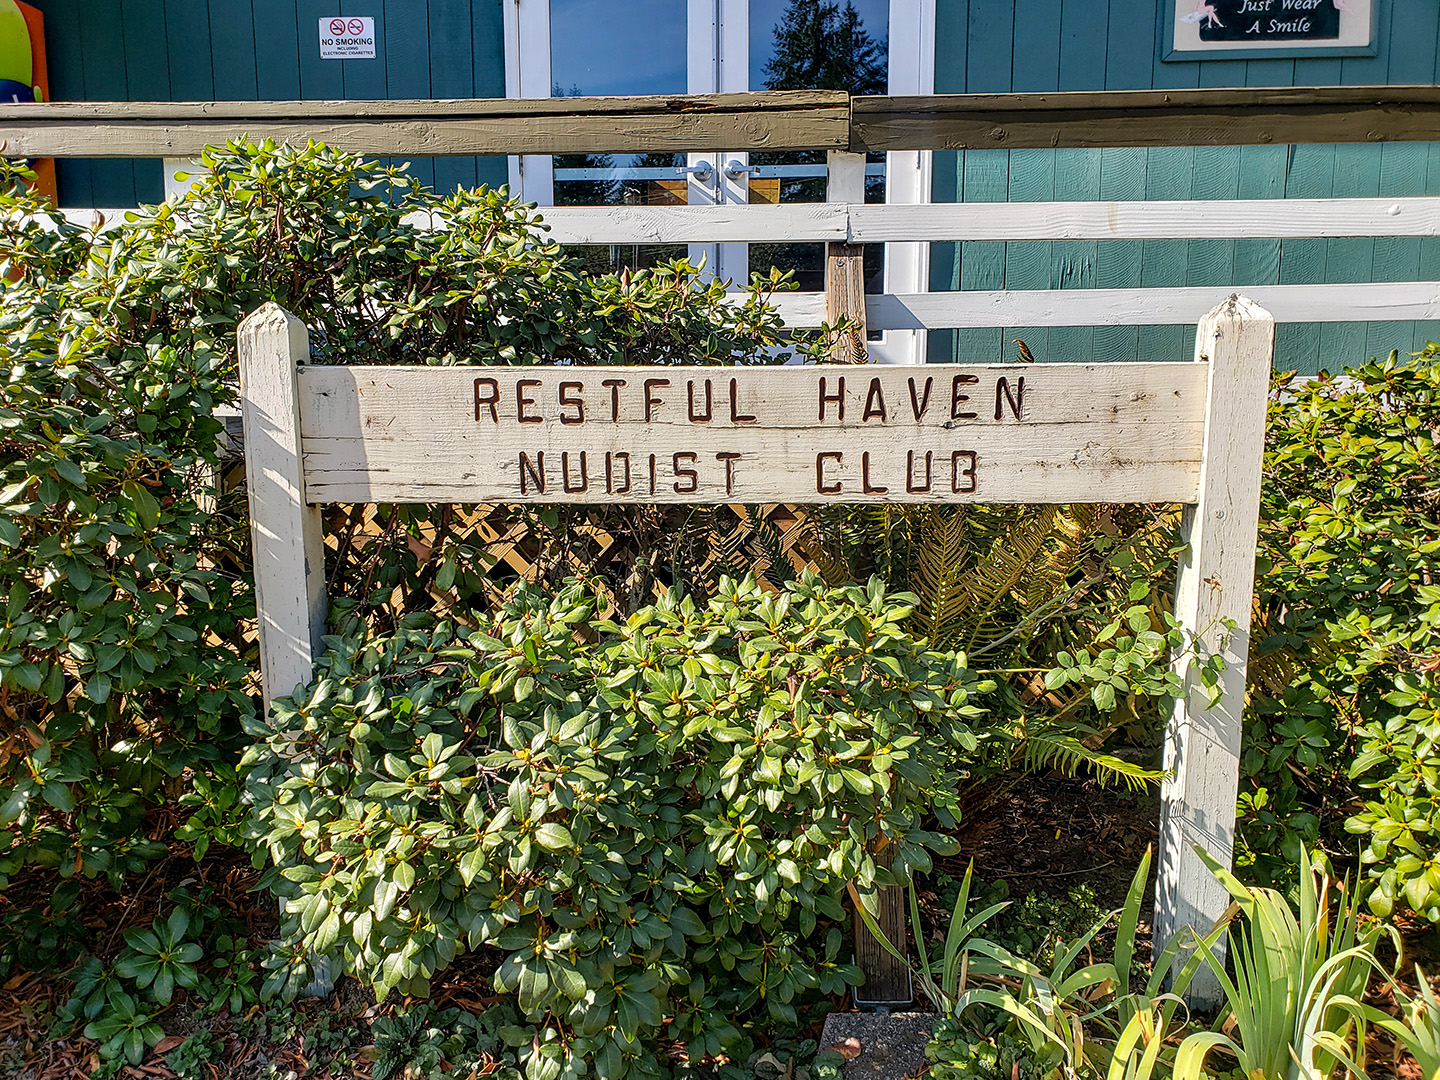 NO SMOKING
INCLUDING
ELECTRONIC CIGARETTES
Just Wear
A Smile
RESTFUL HAVEN
NUDIST CLUB